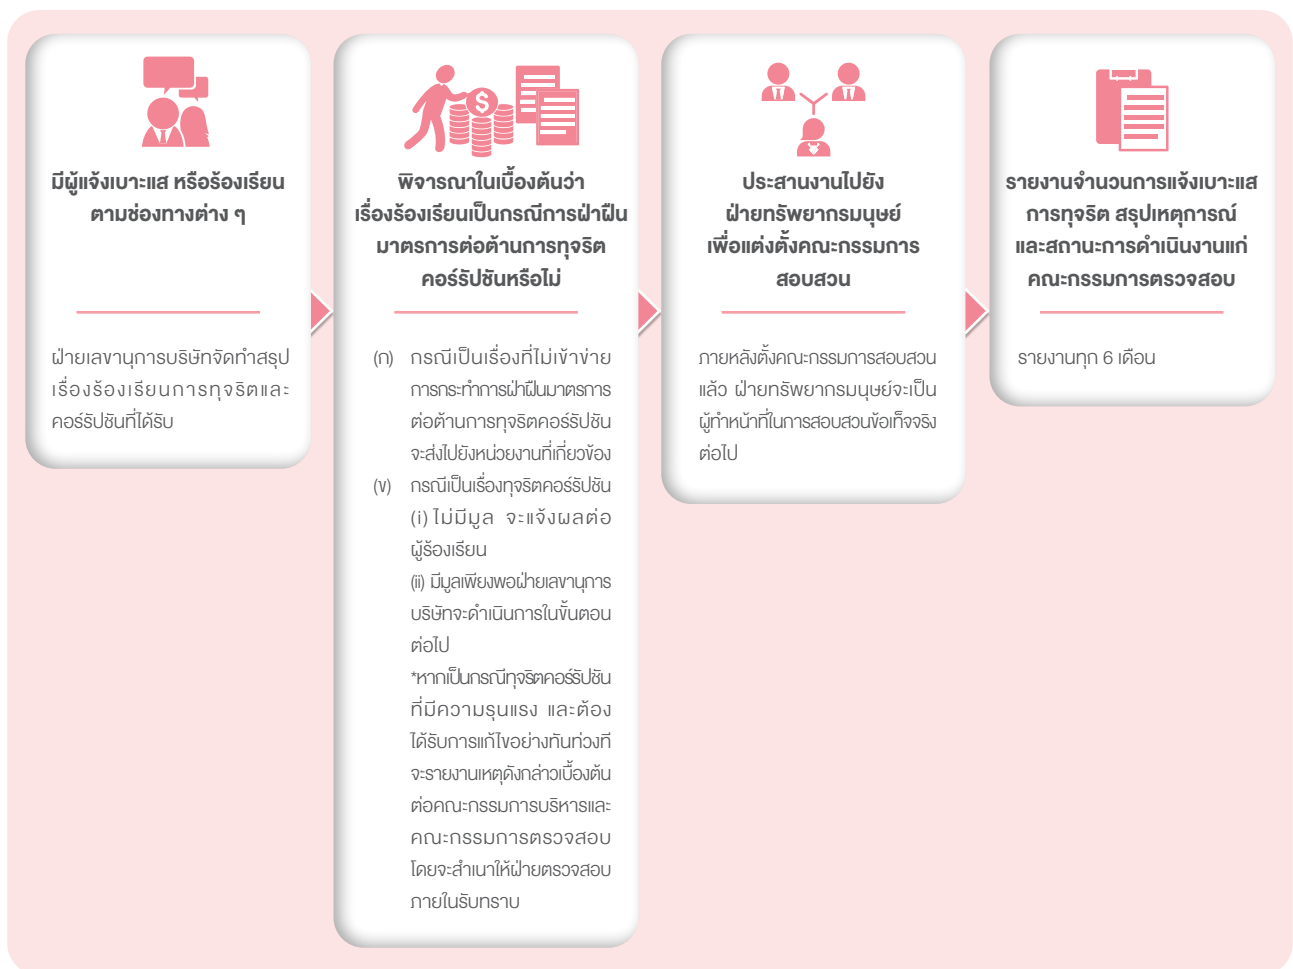 มีผู้แจ้งเบาะแส หรือร้องเรียน
ตามช่องทางต่าง ๆ
ฝ่ายเลขานุการบริษัทจัดทำสรุป
เรื่องร้องเรียนการทุจริตและ
คอร์รัปชันที่ได้รับ
$
พิจารณาในเบื้องต้นว่า
เรื่องร้องเรียนเป็นกรณีการฝ่าฝืน
มาตรการต่อต้านการทุจริต
คอร์รัปชันหรือไม่
(ก) กรณีเป็นเรื่องที่ไม่เข้าข่าย
การกระทำการฝ่าฝืนมาตรการ
ต่อต้านการทุจริตคอร์รัปชัน
จะส่งไปยังหน่วยงานที่เกี่ยวข้อง
(ข) กรณีเป็นเรื่องทุจริตคอร์รัปชัน
(i) ไม่มีมูล จะแจ้งผลต่อ
ผู้ร้องเรียน
(ii) มีมูลเพียงพอฝ่ายเลขานุการ
บริษัทจะดำเนินการในขั้นตอน
ต่อไป
*หากเป็นกรณีทุจริตคอร์รัปชัน
ที่มีความรุนแรง และต้อง
ได้รับการแก้ไขอย่างทันท่วงที
จะรายงานเหตุดังกล่าวเบื้องต้น
ต่อคณะกรรมการบริหารและ
คณะกรรมการตรวจสอบ
โดยจะสำเนาให้ฝ่ายตรวจสอบ
ภายในรับทราบ
ประสานงานไปยัง
ฝ่ายทรัพยากรมนุษย์
เพื่อแต่งตั้งคณะกรรมการ
สอบสวน
ภายหลังตั้งคณะกรรมการสอบสวน
แล้ว ฝ่ายทรัพยากรมนุษย์จะเป็น
ผู้ทำหน้าที่ในการสอบสวนข้อเท็จจริง
ต่อไป
รายงานจำนวนการแจ้งเบาะแส
การทุจริต สรุปเหตุการณ์
และสถานะการดำเนินงานแก่
คณะกรรมการตรวจสอบ
รายงานทุก 6 เดือน